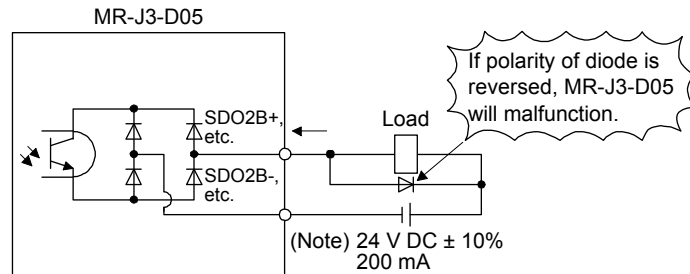 MR-J3-D05
If polarity of diode is
reversed, MR-J3-D05
will malfunction.
SDO2B+,
etc.
Load
SDO2B-,
etc.
(Note) 24 V DC ± 10%
200 mA